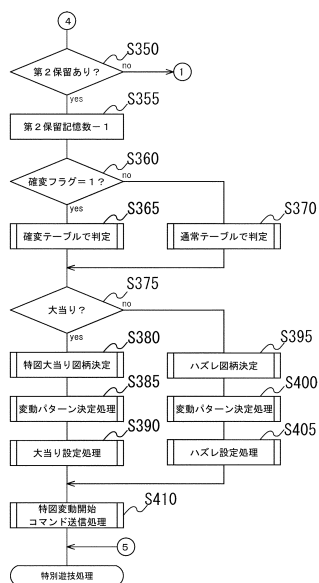 ④
S350
第２保留あり？
no
①
yes
S355
第２保留記憶数－１
S360
確変フラグ＝１？
no
yes
S365
S370
確変テーブルで判定
通常テーブルで判定
S375
大当り？
no
yes
S380
S395
特図大当り図柄決定
ハズレ図柄決定
S385
S400
変動パターン決定処理
変動パターン決定処理
S390
S405
大当り設定処理
ハズレ設定処理
S410
特図変動開始
コマンド送信処理
⑤
特別遊技処理